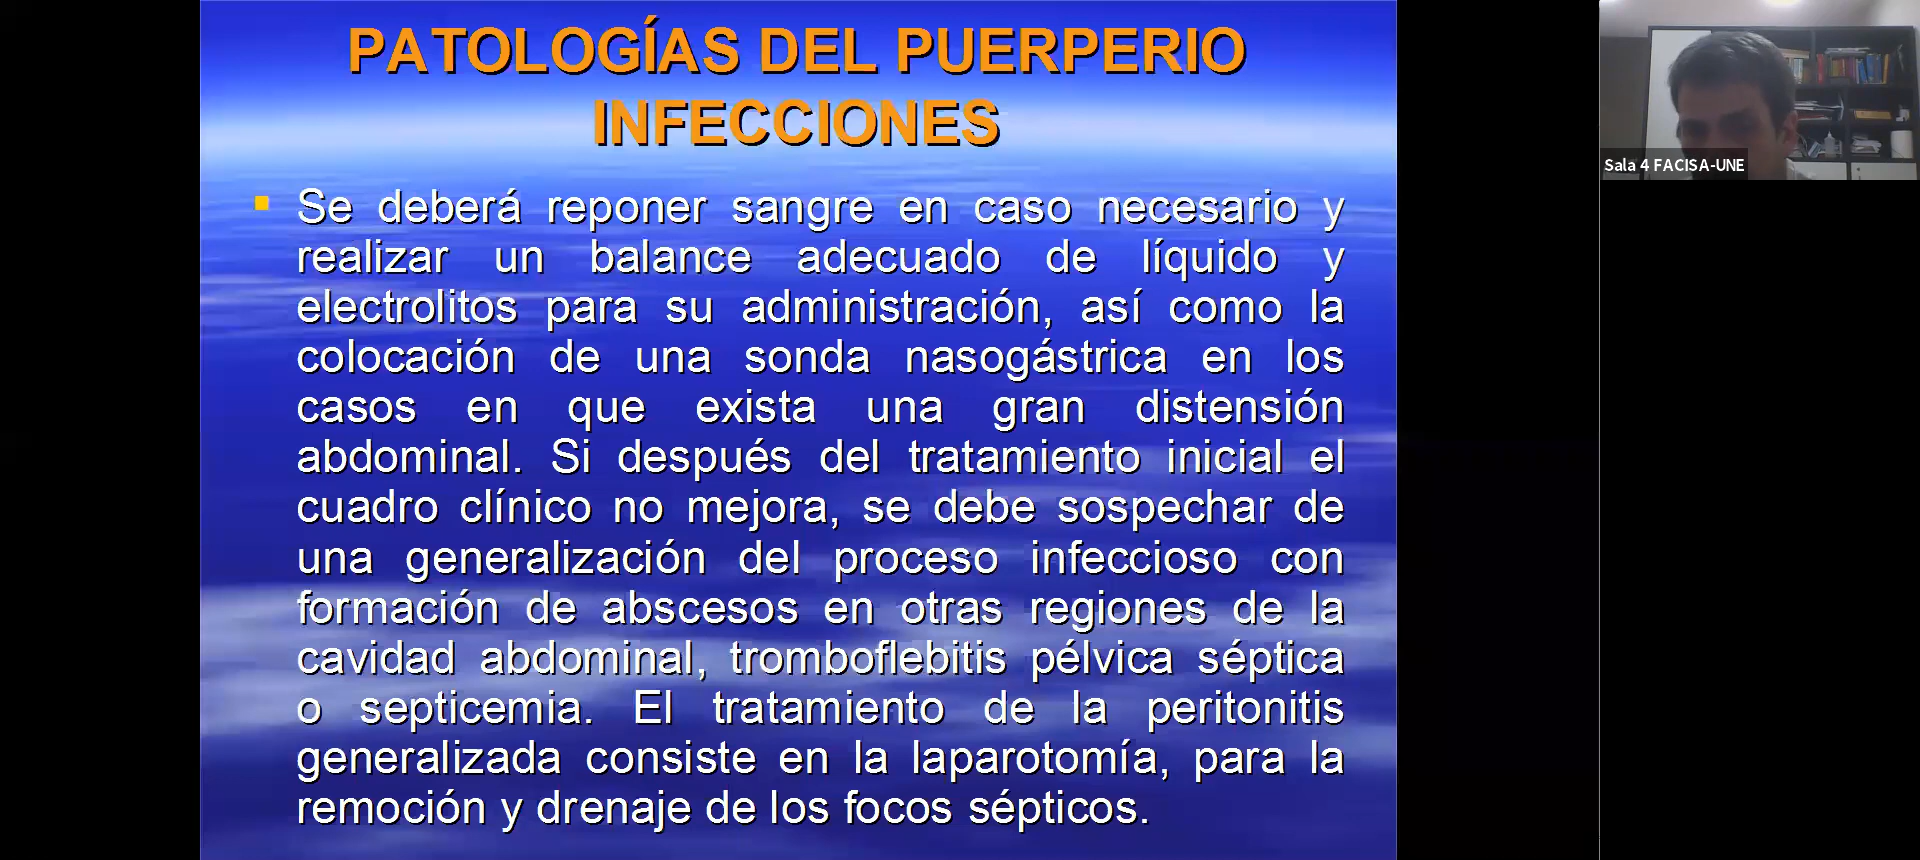 PATOLOGÍAS DEL PUERPERIO
INFECCIONES
Se deberá reponer sangre en caso necesario y
realizar un balance adecuado de líquido y
electrolitos para su administración, así como la
colocación de una sonda nasogástrica en los
casos en que exista una gran distensión
abdominal. Si después del tratamiento inicial el
cuadro clínico no mejora, se debe sospechar de
una generalización del proceso infeccioso con
formación de abscesos en otras regiones de la
cavidad abdominal, tromboflebitis pélvica séptica
o septicemia. El tratamiento de la peritonitis
generalizada consiste en la laparotomía, para la
remoción y drenaje de los focos sépticos.
Sala 4 FACISA-UNE